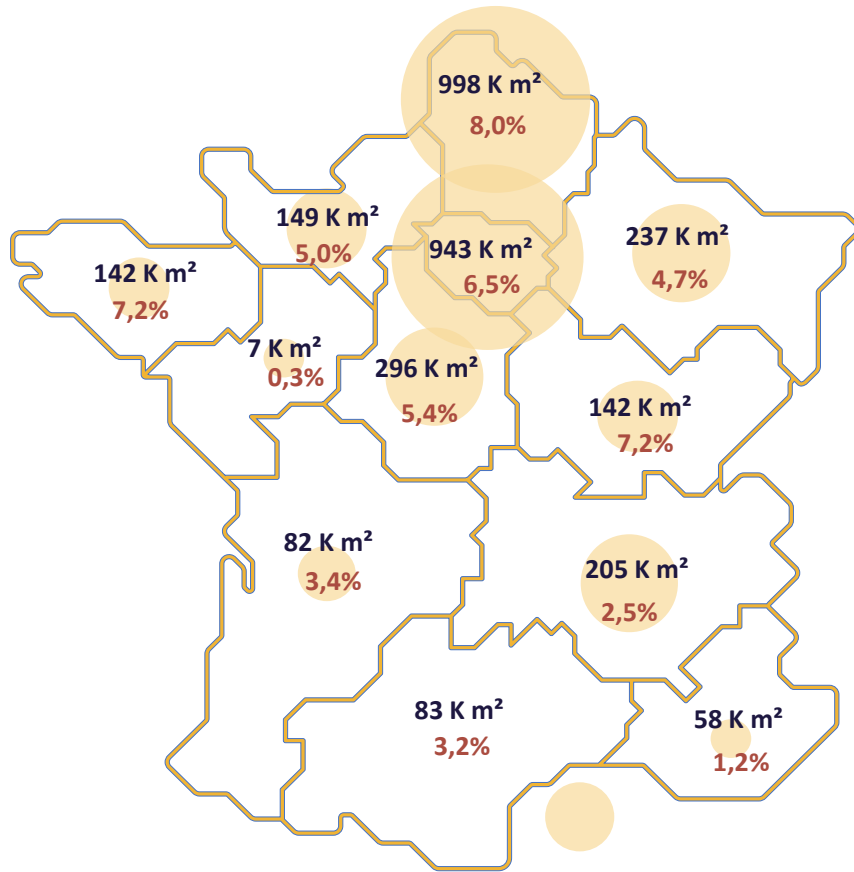 998 K m²
8,0%
149 K m²
5,0%
943 K m²
6,5%
237 K m²
4,7%
142 K m²
7,2%
7 K m²
0,3%
296 K m²
5,4%
142 K m²
7,2%
82 K m²
3,4%
205 K m²
2,5%
83 K m²
3,2%
58 K m²
1,2%